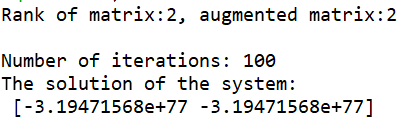 Rank of matrix:2, augmented matrix:2
Number of iterations: 100
The solution of the system:
[-3.19471568e+77 -3.19471568e+77]